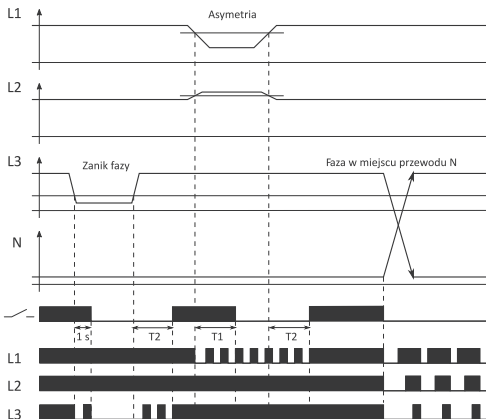 L1
Asymetria
L2
L3
Zanik fazy
Faza w miejscu przewodu N
N
1 s
T2
T1
T2
L1
L2
L3